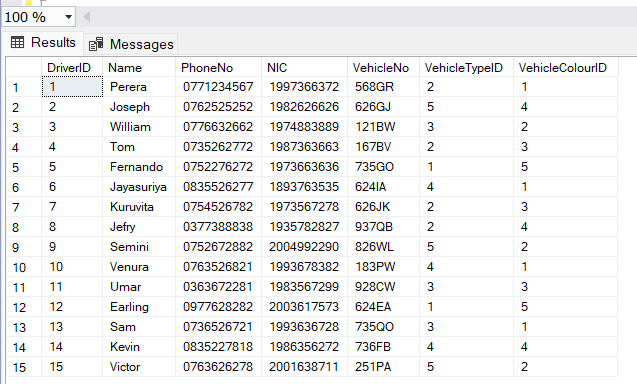 100 %
Results Messages
DriverID Name PhoneNo NIC VehicleNo VehicleTypeID VehicleColourID
1 1 Perera 0771234567 1997366372 568GR 2 1
2 2 Joseph 0762525252 1982626626 626GJ 5 4
3 3 William 0776632662 1974883889 121BW 3 2
4 4 Tom 0735262772 1987363663 167BV 2 3
5 5 Fernando 0752276272 1973663636 735GO 1 5
6 6 Jayasuriya 0835526277 1893763535 624IA 4 1
7 7 Kuruvita 0754526782 1973567278 626JK 2 3
8 8 Jefry 0377388838 1935782827 937QB 2 4
9 9 Semini 0752672882 2004992290 826WL 5 2
10 10 Venura 0763526821 1993678382 183PW 4 1
11 11 Umar 0363672281 1983567299 928CW 3 3
12 12 Earling 0977628282 2003617573 624EA 1 5
13 13 Sam 0736526721 1993636728 735QO 3 1
14 14 Kevin 0835227818 1986356272 736FB 4 4
15 15 Victor 0763626278 2001638711 251PA 5 2